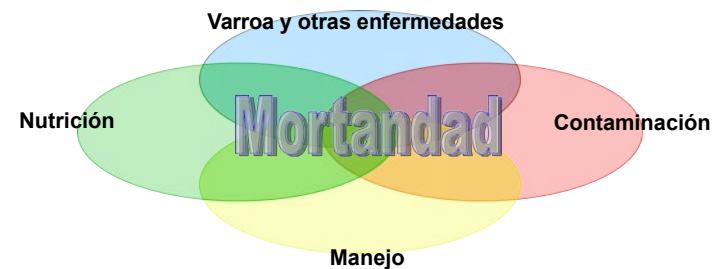 Varroa y otras enfermedades
Nutrición
Mortandad
Contaminación
Manejo